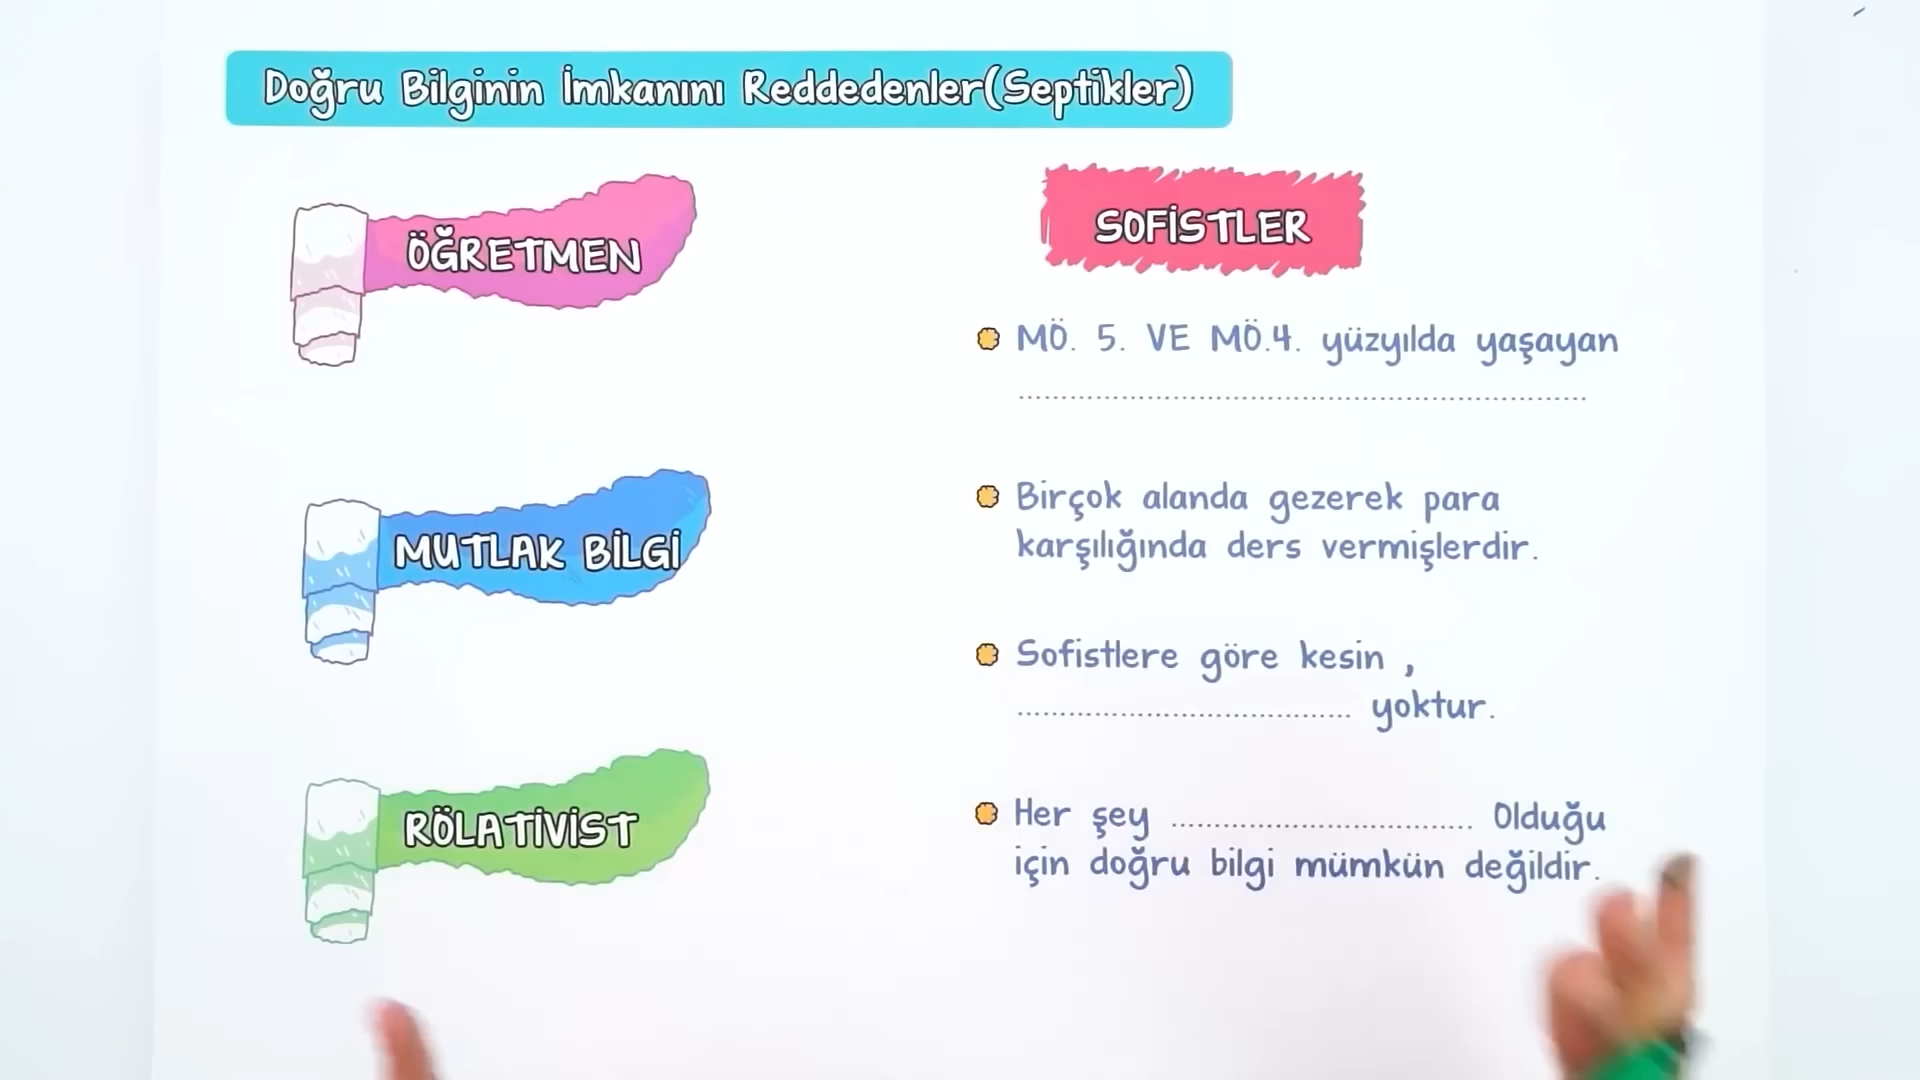 Doğru Bilginin İmkanını Reddedenler(Septikler)
ÖĞRETMEN
MUTLAK BİLGİ
RÖLATİVİST
SOFİSTLER
MÖ. 5. VE MÖ.4. yüzyılda yaşayan
..................................................................
Birçok alanda gezerek para
karşılığında ders vermişlerdir.
Sofistlere göre kesin ,
....................................... yoktur.
Her şey ................................... Olduğu
için doğru bilgi mümkün değildir.